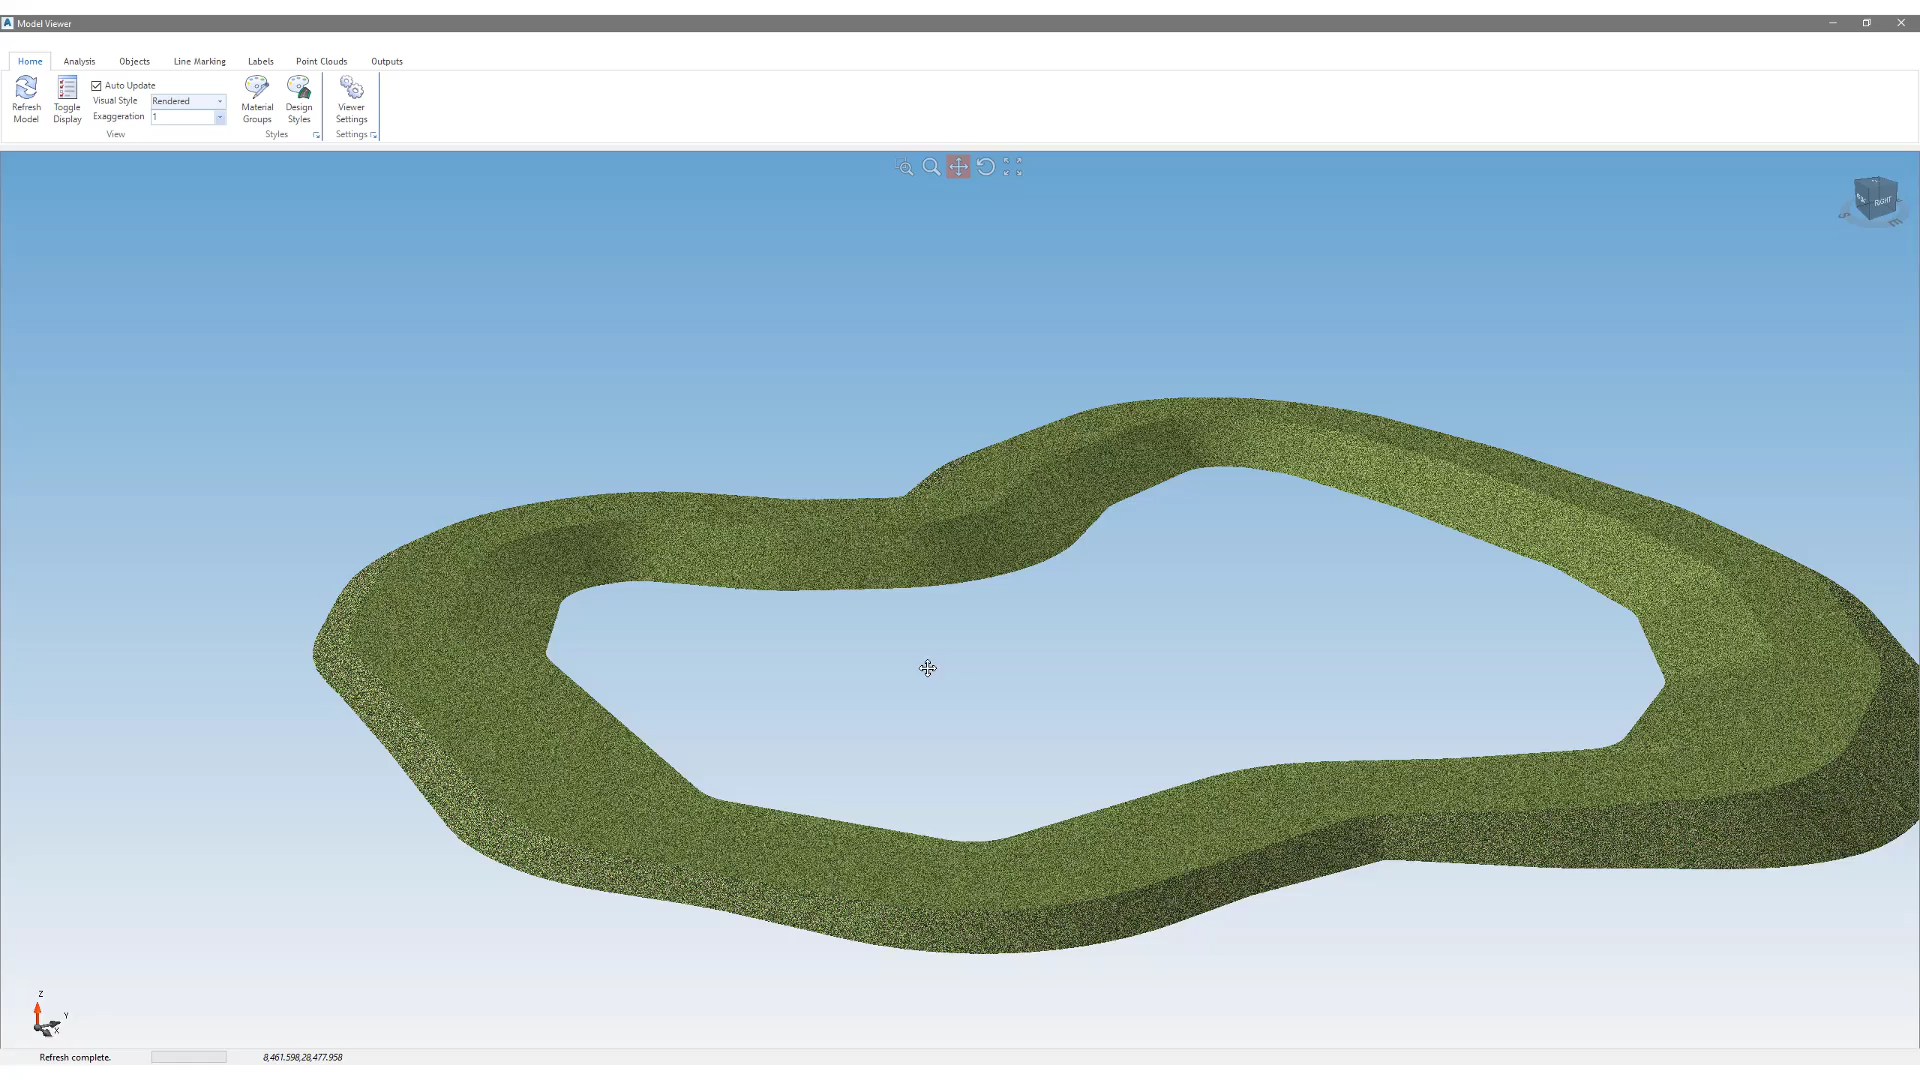 Model Viewer
Home Analysis Objects Line Marking Labels Point Clouds Outputs
Refresh Model
Toggle Display
Auto Update
Visual Style Rendered
Exaggeration 1
View
Material Groups
Design Styles
Styles
Viewer Settings
Settings
RIGHT
S
E
Z
Y
X
Refresh complete.
8,461.598,28,477.958